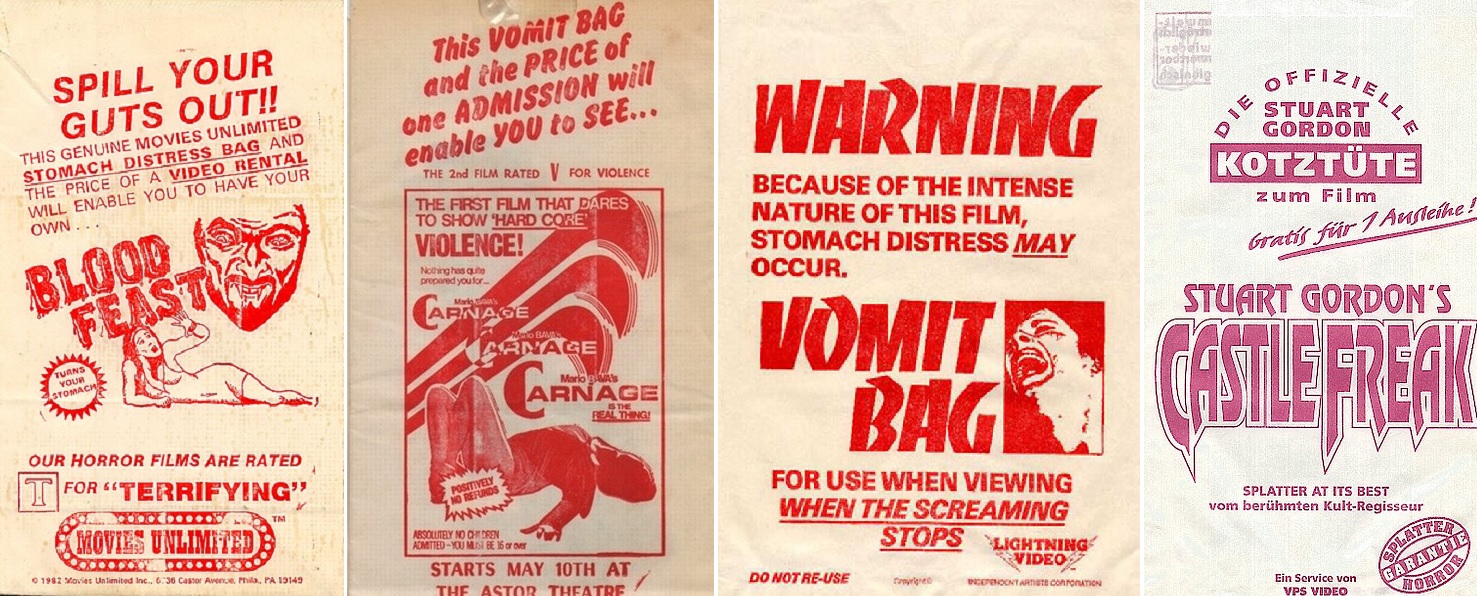 SPILL YOUR
GUTS OUT!!
THIS GENUINE MOVIES UNLIMITED
STOMACH DISTRESS BAG AND
THE PRICE OF A VIDEO RENTAL
WILL ENABLE YOU TO HAVE YOUR
OWN . . .
BLOOD
FEAST
TURNS
YOUR
STOMACH
OUR HORROR FILMS ARE RATED
T FOR "TERRIFYING"
MOVIES UNLIMITED TM
© 1982 Movies Unlimited Inc., 6736 Castor Avenue, Phila., PA 19149
This VOMIT BAG
and the PRICE of
one ADMISSION will
enable YOU to SEE...
THE 2nd FILM RATED V FOR VIOLENCE
THE FIRST FILM THAT DARES
TO SHOW 'HARD CORE'
VIOLENCE!
Nothing has quite
prepared you for...
Mario BAVA's
CARNAGE
Mario BAVA's
CARNAGE
Mario BAVA's
CARNAGE
IS THE
REAL THING!
POSITIVELY
NO REFUNDS
ABSOLUTELY NO CHILDREN
ADMITTED-YOU MUST BE 16 or over
STARTS MAY 10TH AT
THE ASTOR THEATRE
WARNING
BECAUSE OF THE INTENSE
NATURE OF THIS FILM,
STOMACH DISTRESS MAY
OCCUR.
VOMIT
BAG
FOR USE WHEN VIEWING
WHEN THE SCREAMING
STOPS
LIGHTNING
VIDEO
DO NOT RE-USE
Copyright ©
INDEPENDENT ARTISTS CORPORATION
DIE OFFIZIELLE
STUART
GORDON
KOTZTÜTE
zum Film
Gratis für 1 Ausleihe!
STUART GORDON'S
CASTLE FREAK
SPLATTER AT ITS BEST
vom berühmten Kult-Regisseur
SPLATTER
GARANTIE
HORROR
Ein Service von
VPS VIDEO